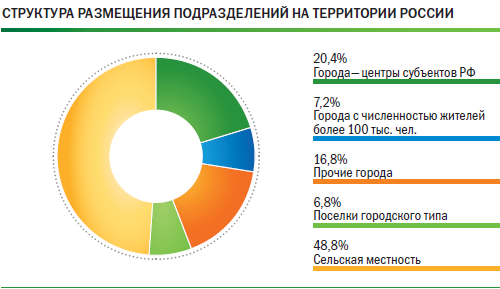 СТРУКТУРА РАЗМЕЩЕНИЯ ПОДРАЗДЕЛЕНИЙ НА ТЕРРИТОРИИ РОССИИ
20,4%
Города — центры субъектов РФ
7,2%
Города с численностью жителей
более 100 тыс. чел.
16,8%
Прочие города
6,8%
Поселки городского типа
48,8%
Сельская местность